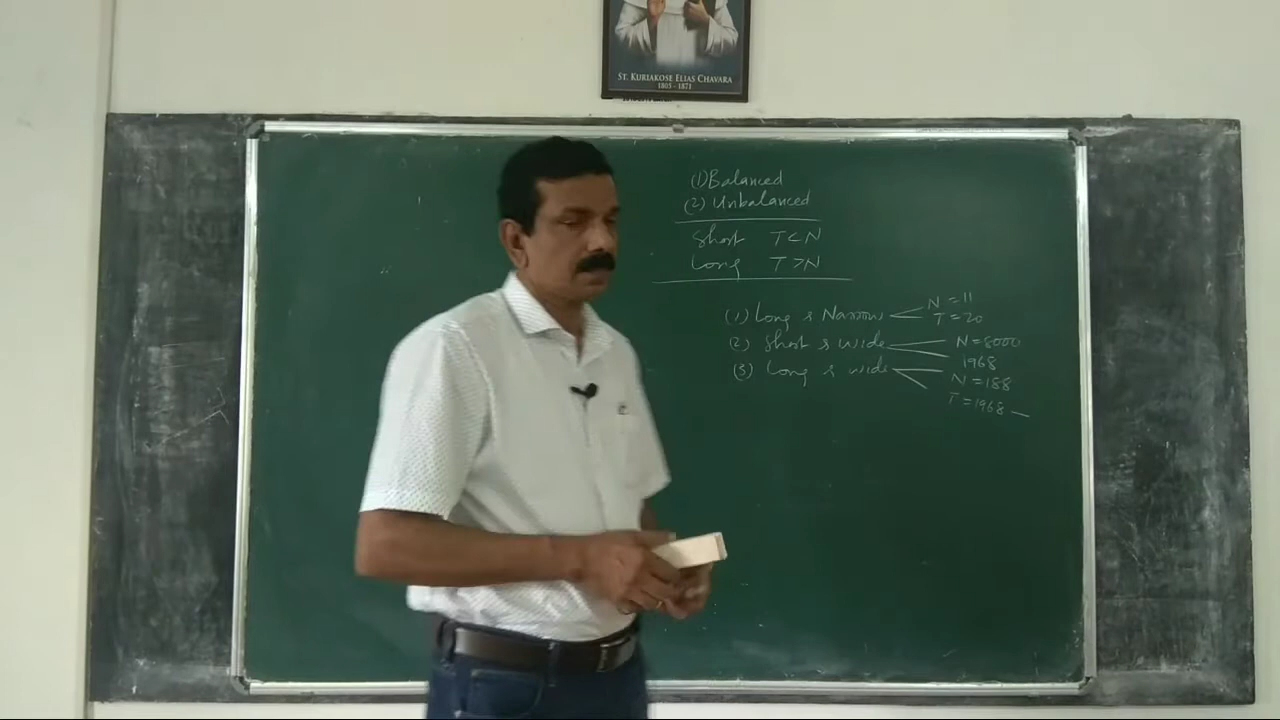 ST. KURIAKOSE ELIAS CHAVARA
1805 - 1871
(1) Balanced
(2) Unbalanced
Short T < N
Long T > N
(1) Long & Narrow N = 11
T = 20
(2) Short & Wide N = 8000
1968
(3) Long & Wide N = 188
T = 1968